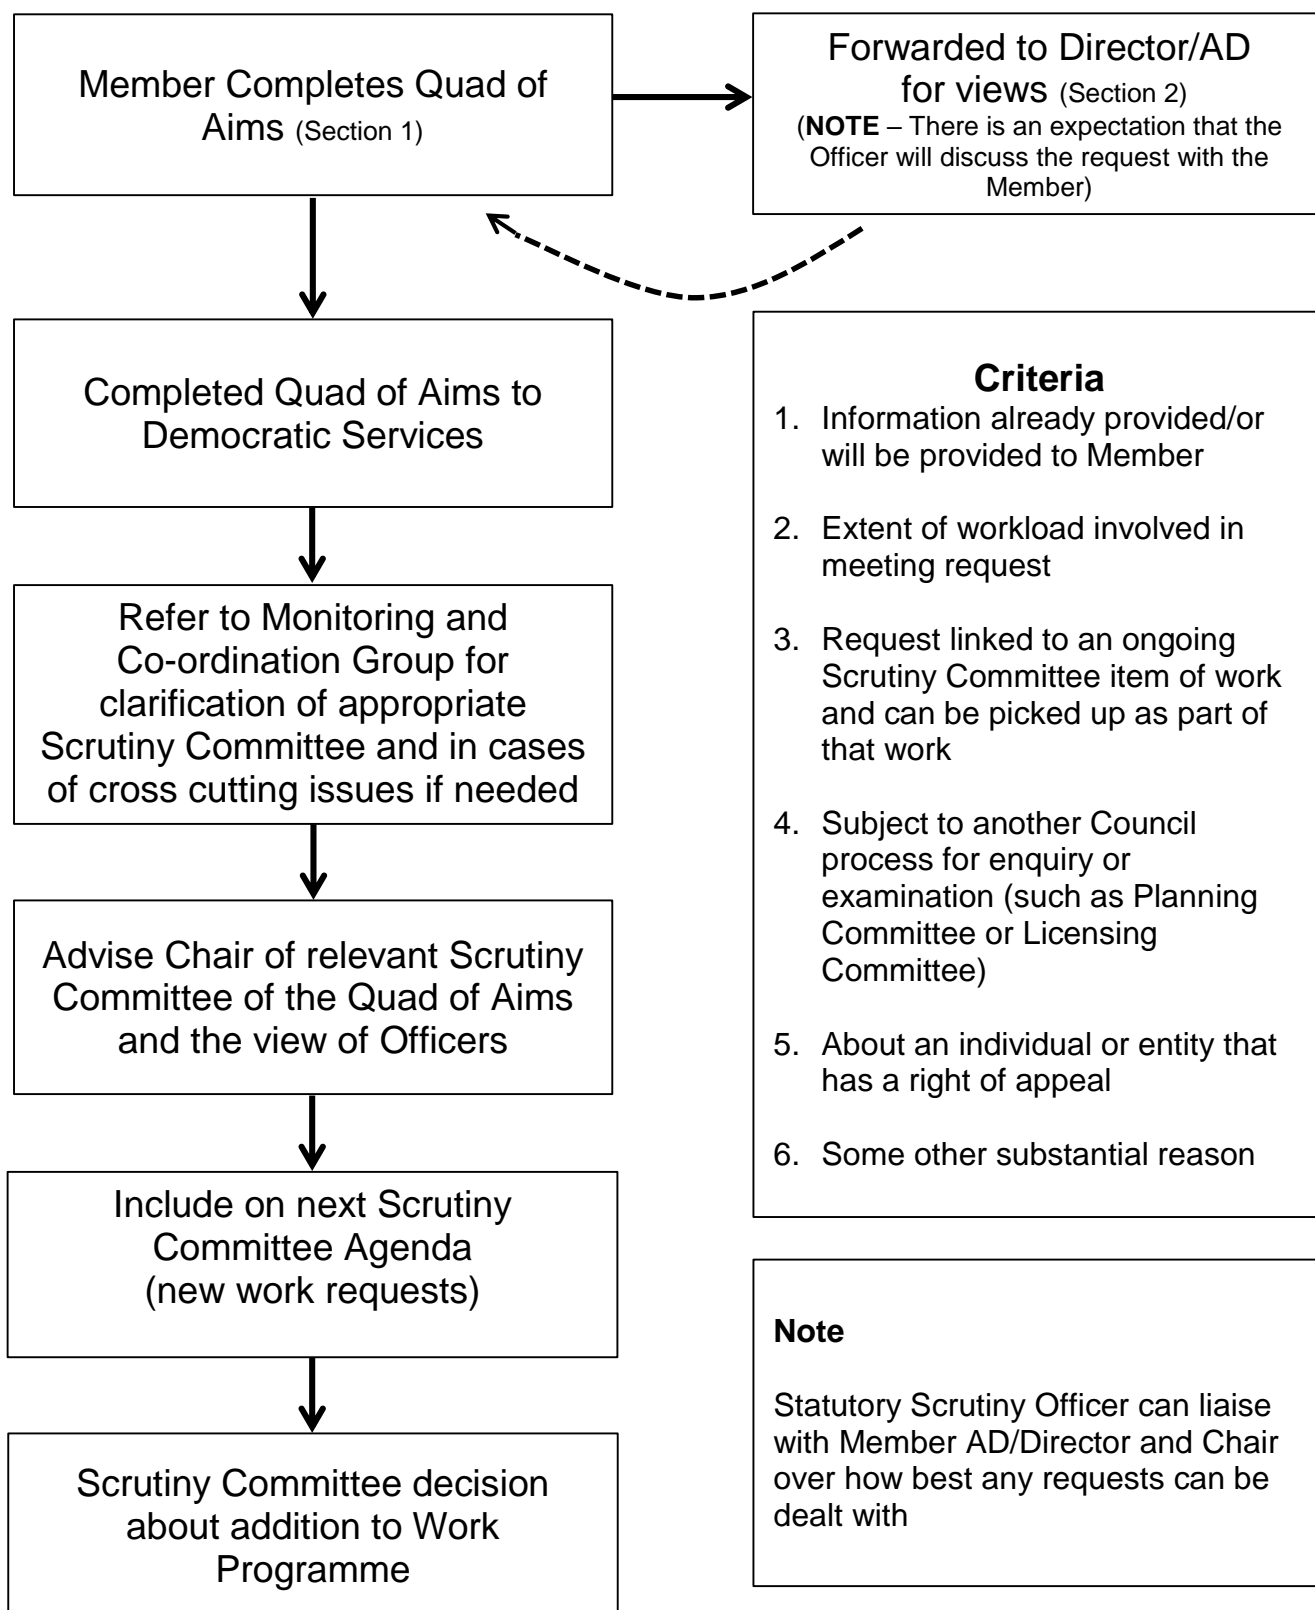 Member Completes Quad of
Aims (Section 1)
Forwarded to Director/AD
for views (Section 2)
(NOTE – There is an expectation that the
Officer will discuss the request with the
Member)
Completed Quad of Aims to
Democratic Services
Refer to Monitoring and
Co-ordination Group for
clarification of appropriate
Scrutiny Committee and in cases
of cross cutting issues if needed
Advise Chair of relevant Scrutiny
Committee of the Quad of Aims
and the view of Officers
Include on next Scrutiny
Committee Agenda
(new work requests)
Scrutiny Committee decision
about addition to Work
Programme
Criteria
1. Information already provided/or
will be provided to Member
2. Extent of workload involved in
meeting request
3. Request linked to an ongoing
Scrutiny Committee item of work
and can be picked up as part of
that work
4. Subject to another Council
process for enquiry or
examination (such as Planning
Committee or Licensing
Committee)
5. About an individual or entity that
has a right of appeal
6. Some other substantial reason
Note
Statutory Scrutiny Officer can liaise
with Member AD/Director and Chair
over how best any requests can be
dealt with